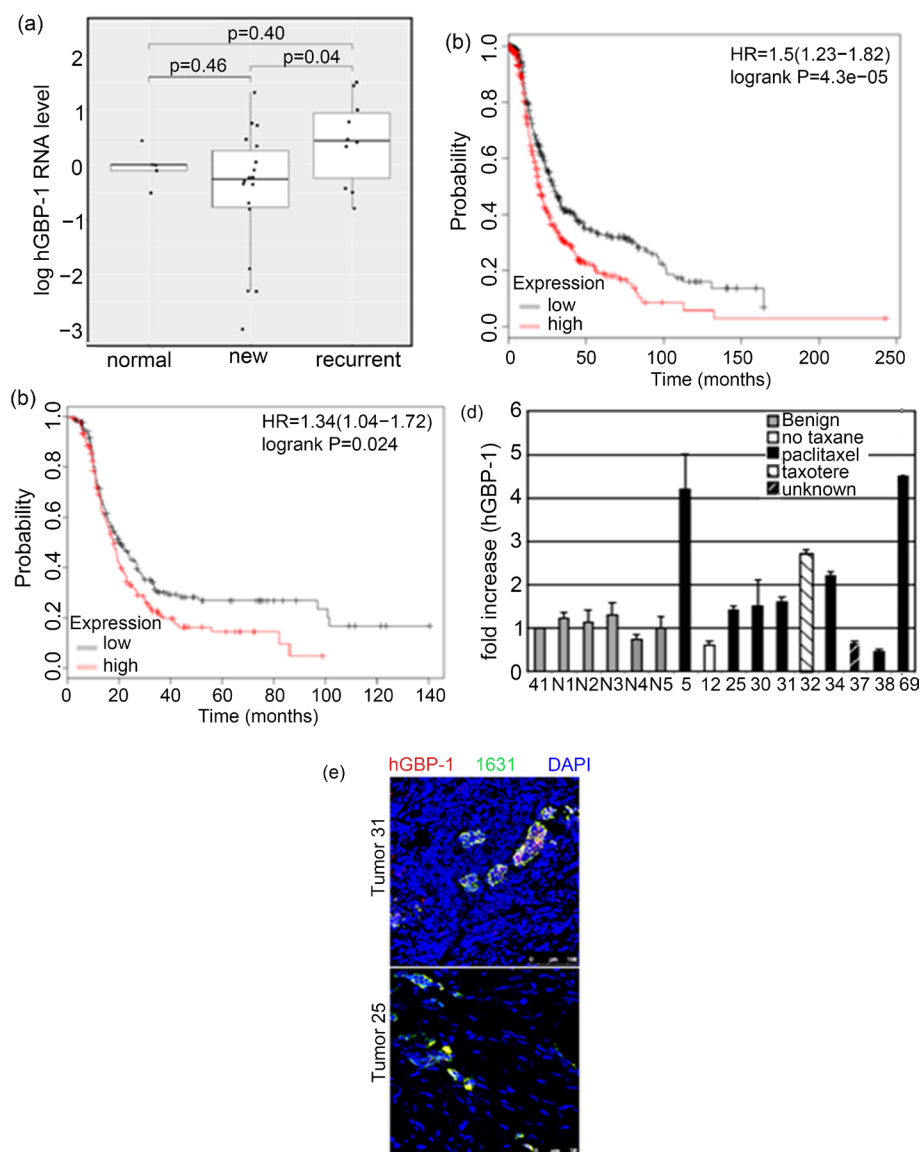 (a)
2
1
0
−1
−2
−3
log hGBP-1 RNA level
p=0.40
p=0.46
p=0.04
normal
new
recurrent
(b)
1.0
0.8
0.6
0.4
0.2
0.0
Probability
HR=1.5(1.23−1.82)
logrank P=4.3e−05
Expression
low
high
0
50
100
150
200
250
Time (months)
(b)
1.0
0.8
0.6
0.4
0.2
0.0
Probability
HR=1.34(1.04−1.72)
logrank P=0.024
Expression
low
high
0 20 40 60 80 100 120 140
Time (months)
(d)
6
5
4
3
2
1
0
fold increase (hGBP-1)
Benign
no taxane
paclitaxel
taxotere
unknown
41 N1 N2 N3 N4 N5 5 12 25 30 31 32 34 37 38 69
(e)
hGBP-1 1631 DAPI
Tumor 31
Tumor 25